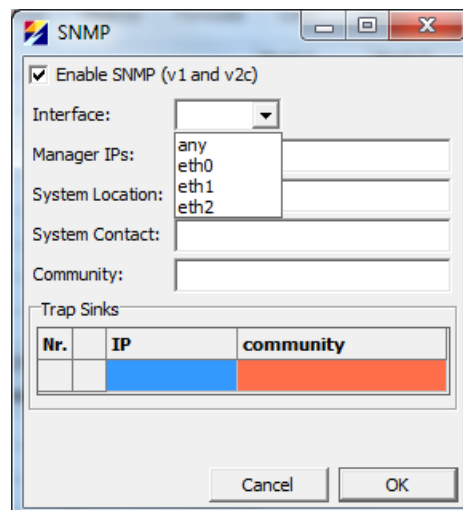 SNMP
Enable SNMP (v1 and v2c)
Interface:
any
eth0
eth1
eth2
Manager IPs:
System Location:
System Contact:
Community:
Trap Sinks
Nr. IP community
Cancel OK